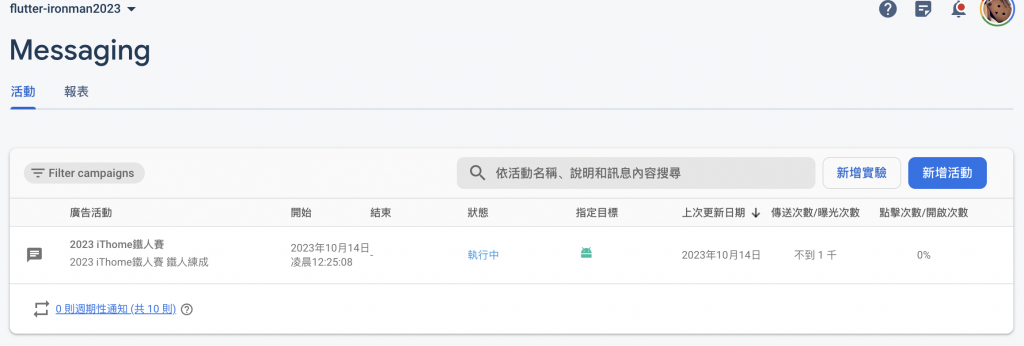 flutter-ironman2023
Messaging
活動 報表
Filter campaigns 依活動名稱、說明和訊息內容搜尋 新增實驗 新增活動
廣告活動 開始 結束 狀態 指定目標 上次更新日期 傳送次數/曝光次數 點擊次數/開啟次數
2023 iThome鐵人賽
2023 iThome鐵人賽 鐵人練成
2023年10月14日
凌晨12:25:08
- 執行中 2023年10月14日 不到 1 千 0%
0 則週期性通知 (共 10 則)